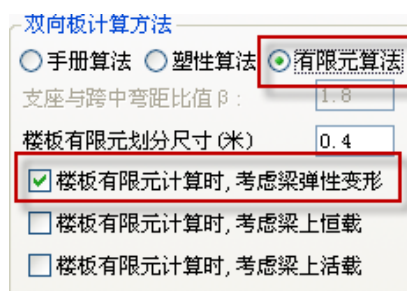 双向板计算方法
手册算法 塑性算法 有限元算法
支座与跨中弯距比值β: 1.8
楼板有限元划分尺寸(米) 0.4
楼板有限元计算时,考虑梁弹性变形
楼板有限元计算时,考虑梁上恒载
楼板有限元计算时,考虑梁上活载